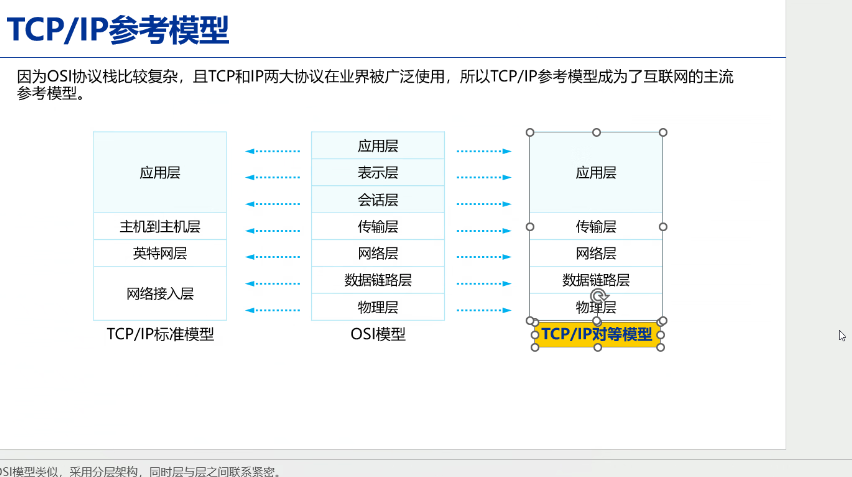 TCP/IP参考模型
因为OSI协议栈比较复杂，且TCP和IP两大协议在业界被广泛使用，所以TCP/IP参考模型成为了互联网的主流
参考模型。
应用层
主机到主机层
英特网层
网络接入层
TCP/IP标准模型
应用层
表示层
会话层
传输层
网络层
数据链路层
物理层
OSI模型
应用层
传输层
网络层
数据链路层
物理层
TCP/IP对等模型
OSI模型类似，采用分层架构，同时层与层之间联系紧密。